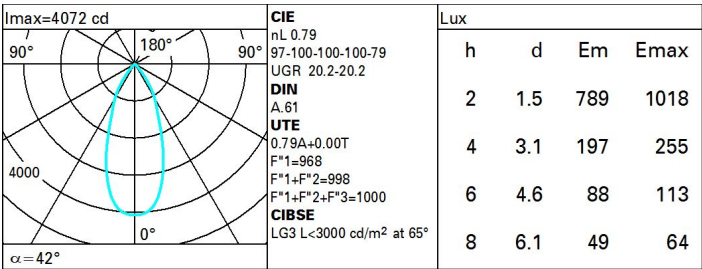 Imax=4072 cd
90° 180° 90°
4000
0°
α=42°
CIE
nL 0.79
97-100-100-100-79
UGR 20.2-20.2
DIN
A.61
UTE
0.79A+0.00T
F"1=968
F"1+F"2=998
F"1+F"2+F"3=1000
CIBSE
LG3 L<3000 cd/m² at 65°
Lux
h d Em Emax
2 1.5 789 1018
4 3.1 197 255
6 4.6 88 113
8 6.1 49 64